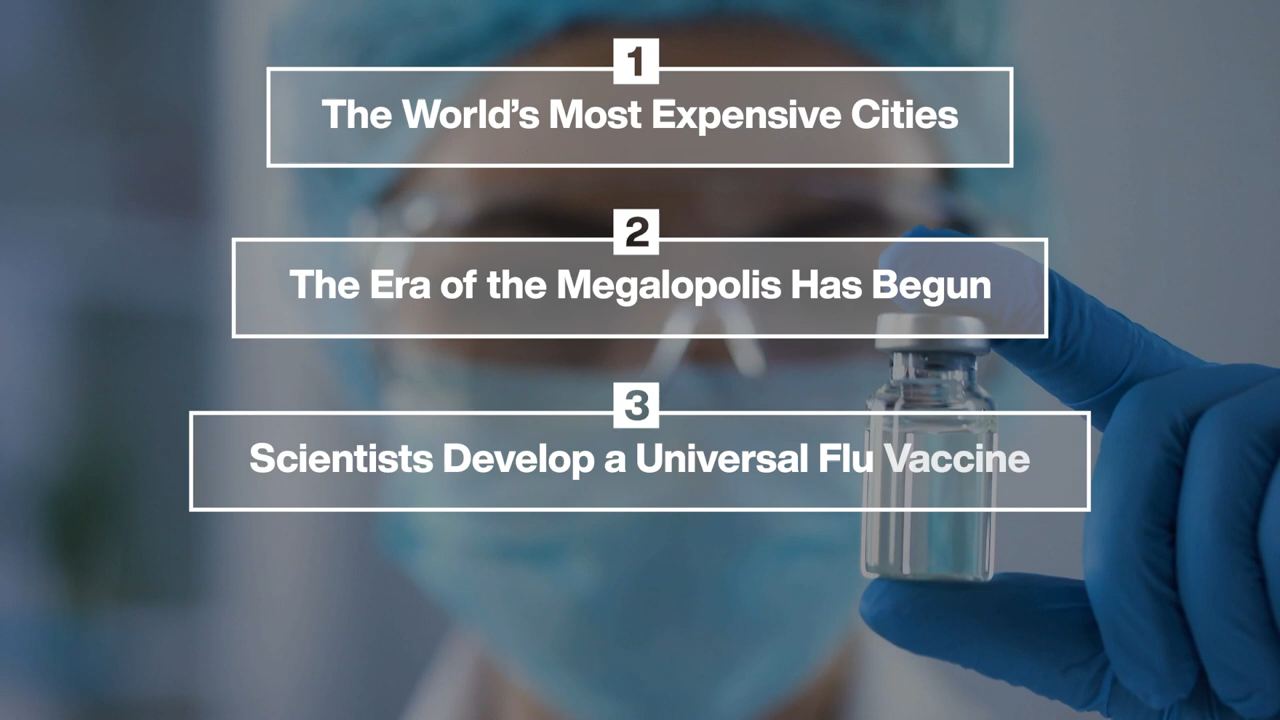 1
The World’s Most Expensive Cities
2
The Era of the Megalopolis Has Begun
3
Scientists Develop a Universal Flu Vaccine